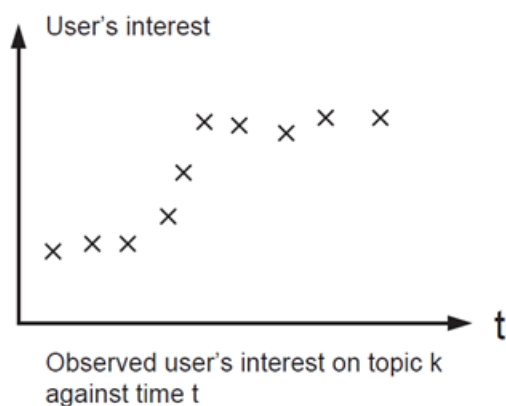 User's interest
t
Observed user's interest on topic k
against time t